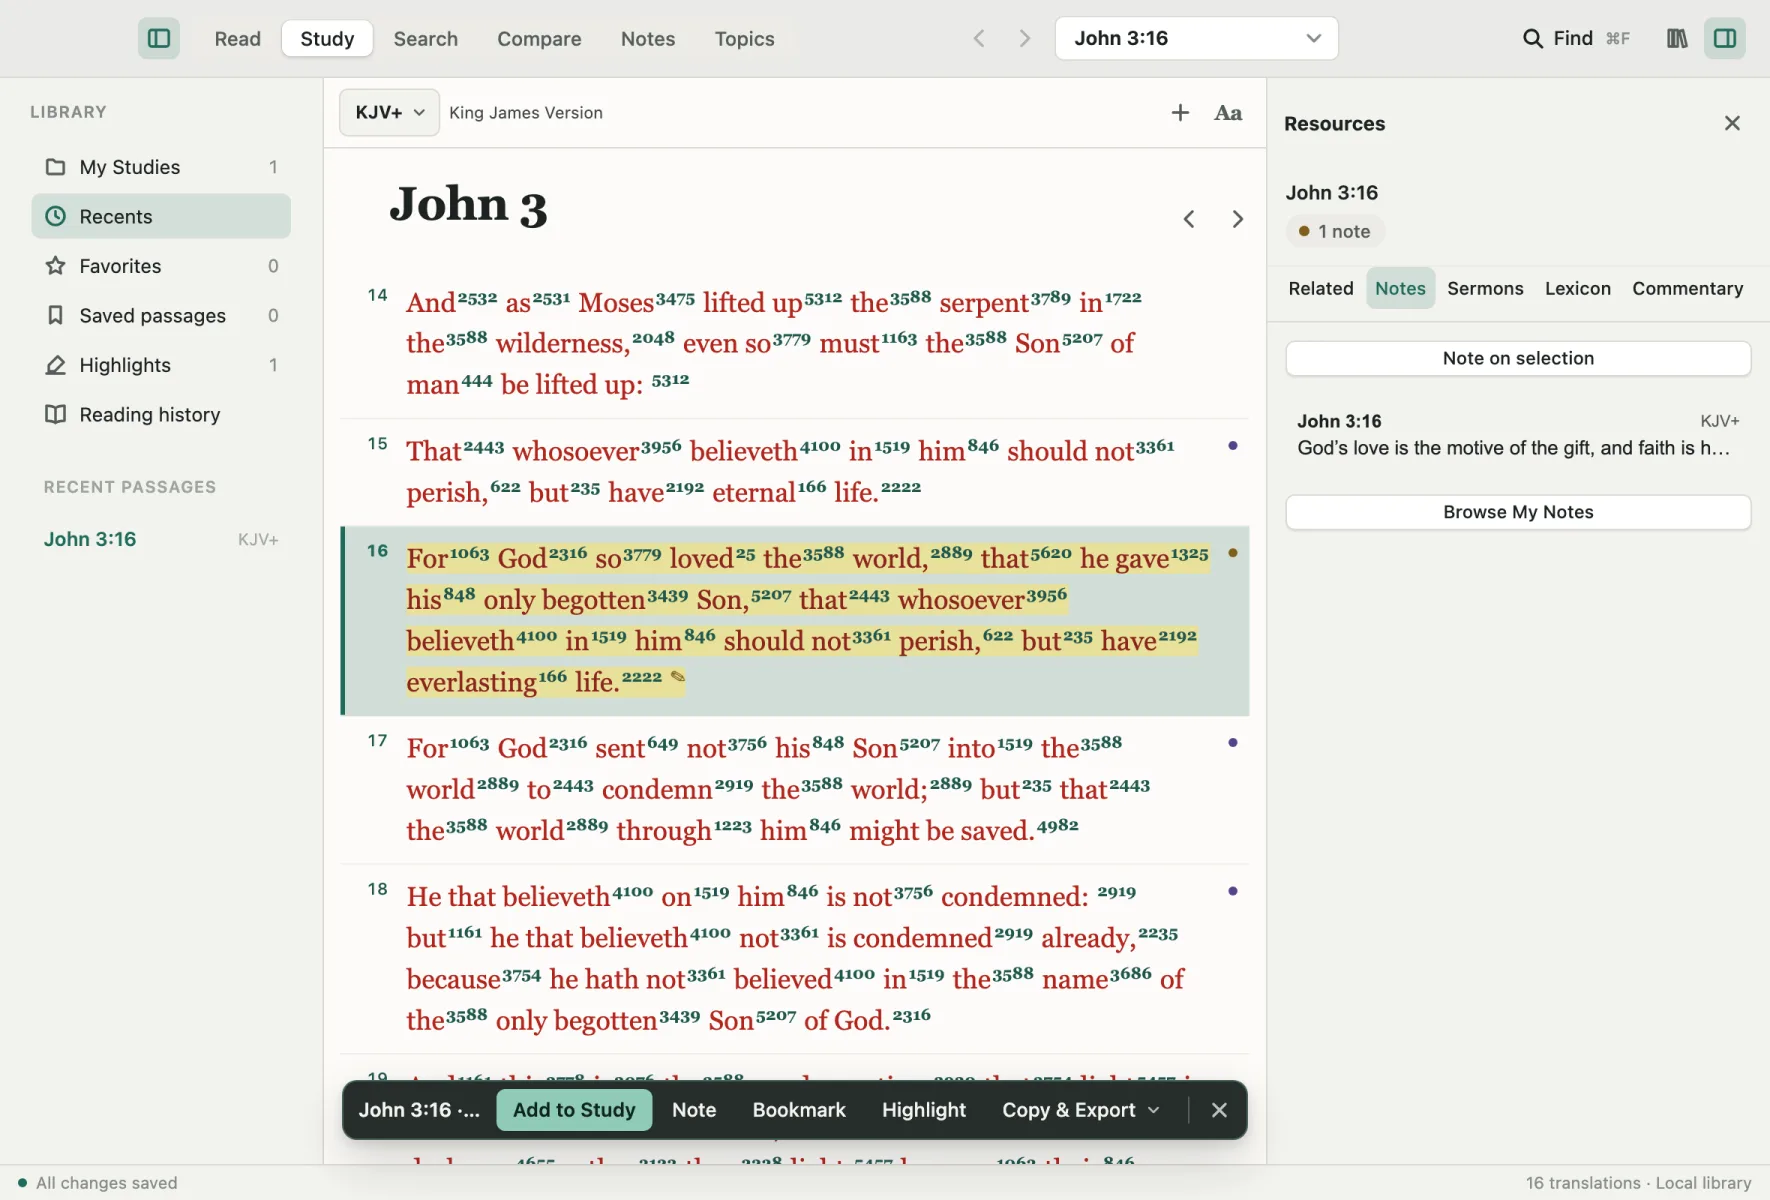 Read Study Search Compare Notes Topics John 3:16 Find ⌘F
LIBRARY
My Studies 1
Recents
Favorites 0
Saved passages 0
Highlights 1
Reading history
RECENT PASSAGES
John 3:16 KJV+
KJV+ King James Version + Aa
John 3
14 And2532 as2531 Moses3475 lifted up5312 the3588 serpent3789 in1722
the3588 wilderness,2048 even so3779 must1163 the3588 Son5207 of
man444 be lifted up: 5312
15 That2443 whosoever3956 believeth4100 in1519 him846 should not3361
perish,622 but235 have2192 eternal166 life.2222
16 For1063 God2316 so3779 loved25 the3588 world,2889 that5620 he gave1325
his848 only begotten3439 Son,5207 that2443 whosoever3956
believeth4100 in1519 him846 should not3361 perish,622 but235 have2192
everlasting166 life.2222 ✎
17 For1063 God2316 sent649 not3756 his848 Son5207 into1519 the3588
world2889 to2443 condemn2919 the3588 world;2889 but235 that2443
the3588 world2889 through1223 him846 might be saved.4982
18 He that believeth4100 on1519 him846 is not3756 condemned: 2919
but1161 he that believeth4100 not3361 is condemned2919 already,2235
because3754 he hath not3361 believed4100 in1519 the3588 name3686 of
the3588 only begotten3439 Son5207 of God.2316
19
John 3:16 ·... Add to Study Note Bookmark Highlight Copy & Export
Resources
John 3:16
1 note
Related Notes Sermons Lexicon Commentary
Note on selection
John 3:16 KJV+
God’s love is the motive of the gift, and faith is h…
Browse My Notes
All changes saved
16 translations · Local library